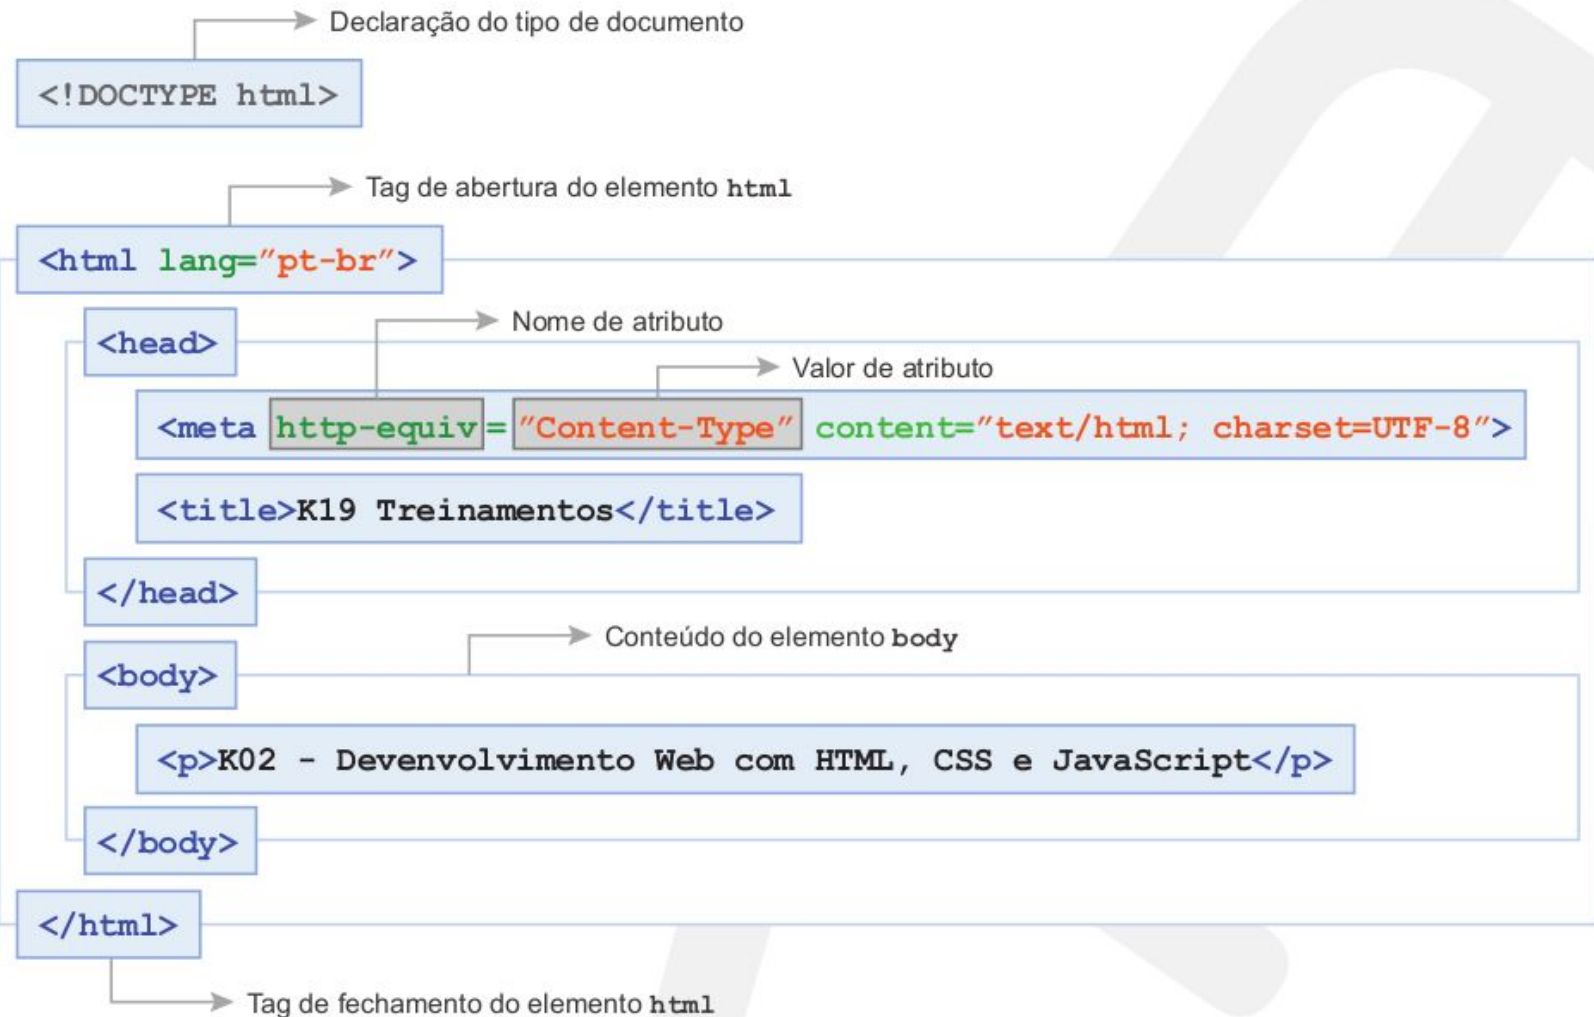 Declaração do tipo de documento
<!DOCTYPE html>
Tag de abertura do elemento html
<html lang="pt-br">
<head>
Nome de atributo
Valor de atributo
<meta http-equiv="Content-Type" content="text/html; charset=UTF-8">
<title>K19 Treinamentos</title>
</head>
Conteúdo do elemento body
<body>
<p>K02 - Devenvolvimento Web com HTML, CSS e JavaScript</p>
</body>
</html>
Tag de fechamento do elemento html